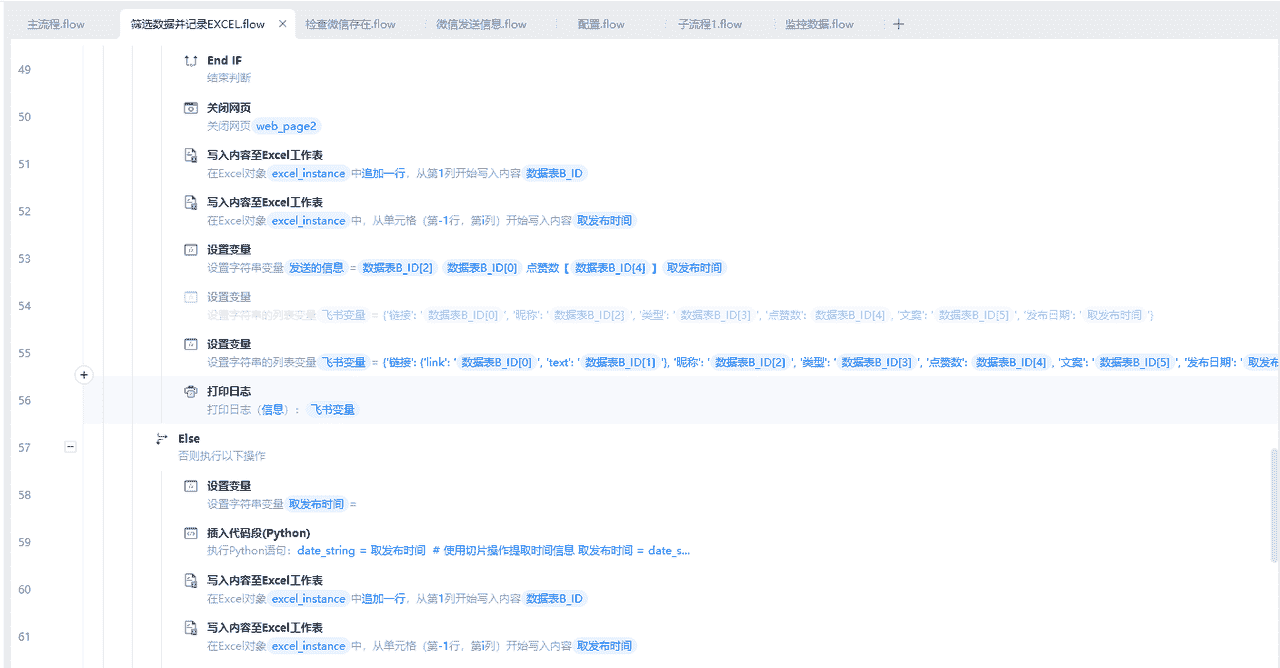 主流程.flow 筛选数据并记录EXCEL.flow 检查微信存在.flow 微信发送信息.flow 配置.flow 子流程1.flow 监控数据.flow
49 End IF
结束判断
50 关闭网页
关闭网页 web_page2
51 写入内容至Excel工作表
在Excel对象 excel_instance 中追加一行，从第1列开始写入内容 数据表B_ID
52 写入内容至Excel工作表
在Excel对象 excel_instance 中，从单元格（第-1行，第i列）开始写入内容 取发布时间
53 设置变量
设置字符串变量 发送的信息 = 数据表B_ID[2] 数据表B_ID[0] 点赞数【 数据表B_ID[4] 】 取发布时间
54 设置变量
设置字符串的列表变量 飞书变量 = {'链接': ' 数据表B_ID[0] ', '昵称': ' 数据表B_ID[2] ', '类型': ' 数据表B_ID[3] ', '点赞数': 数据表B_ID[4] , '文案': ' 数据表B_ID[5] ', '发布日期': ' 取发布时间 '}
55 设置变量
设置字符串的列表变量 飞书变量 = {'链接': {'link': ' 数据表B_ID[0] ', 'text': ' 数据表B_ID[1] '}, '昵称': ' 数据表B_ID[2] ', '类型': ' 数据表B_ID[3] ', '点赞数': 数据表B_ID[4] , '文案': ' 数据表B_ID[5] ', '发布日期': ' 取发布
56 打印日志
打印日志（信息）： 飞书变量
57 Else
否则执行以下操作
58 设置变量
设置字符串变量 取发布时间 =
59 插入代码段(Python)
执行Python语句：date_string = 取发布时间 # 使用切片操作提取时间信息 取发布时间 = date_s...
60 写入内容至Excel工作表
在Excel对象 excel_instance 中追加一行，从第1列开始写入内容 数据表B_ID
61 写入内容至Excel工作表
在Excel对象 excel_instance 中，从单元格（第-1行，第i列）开始写入内容 取发布时间